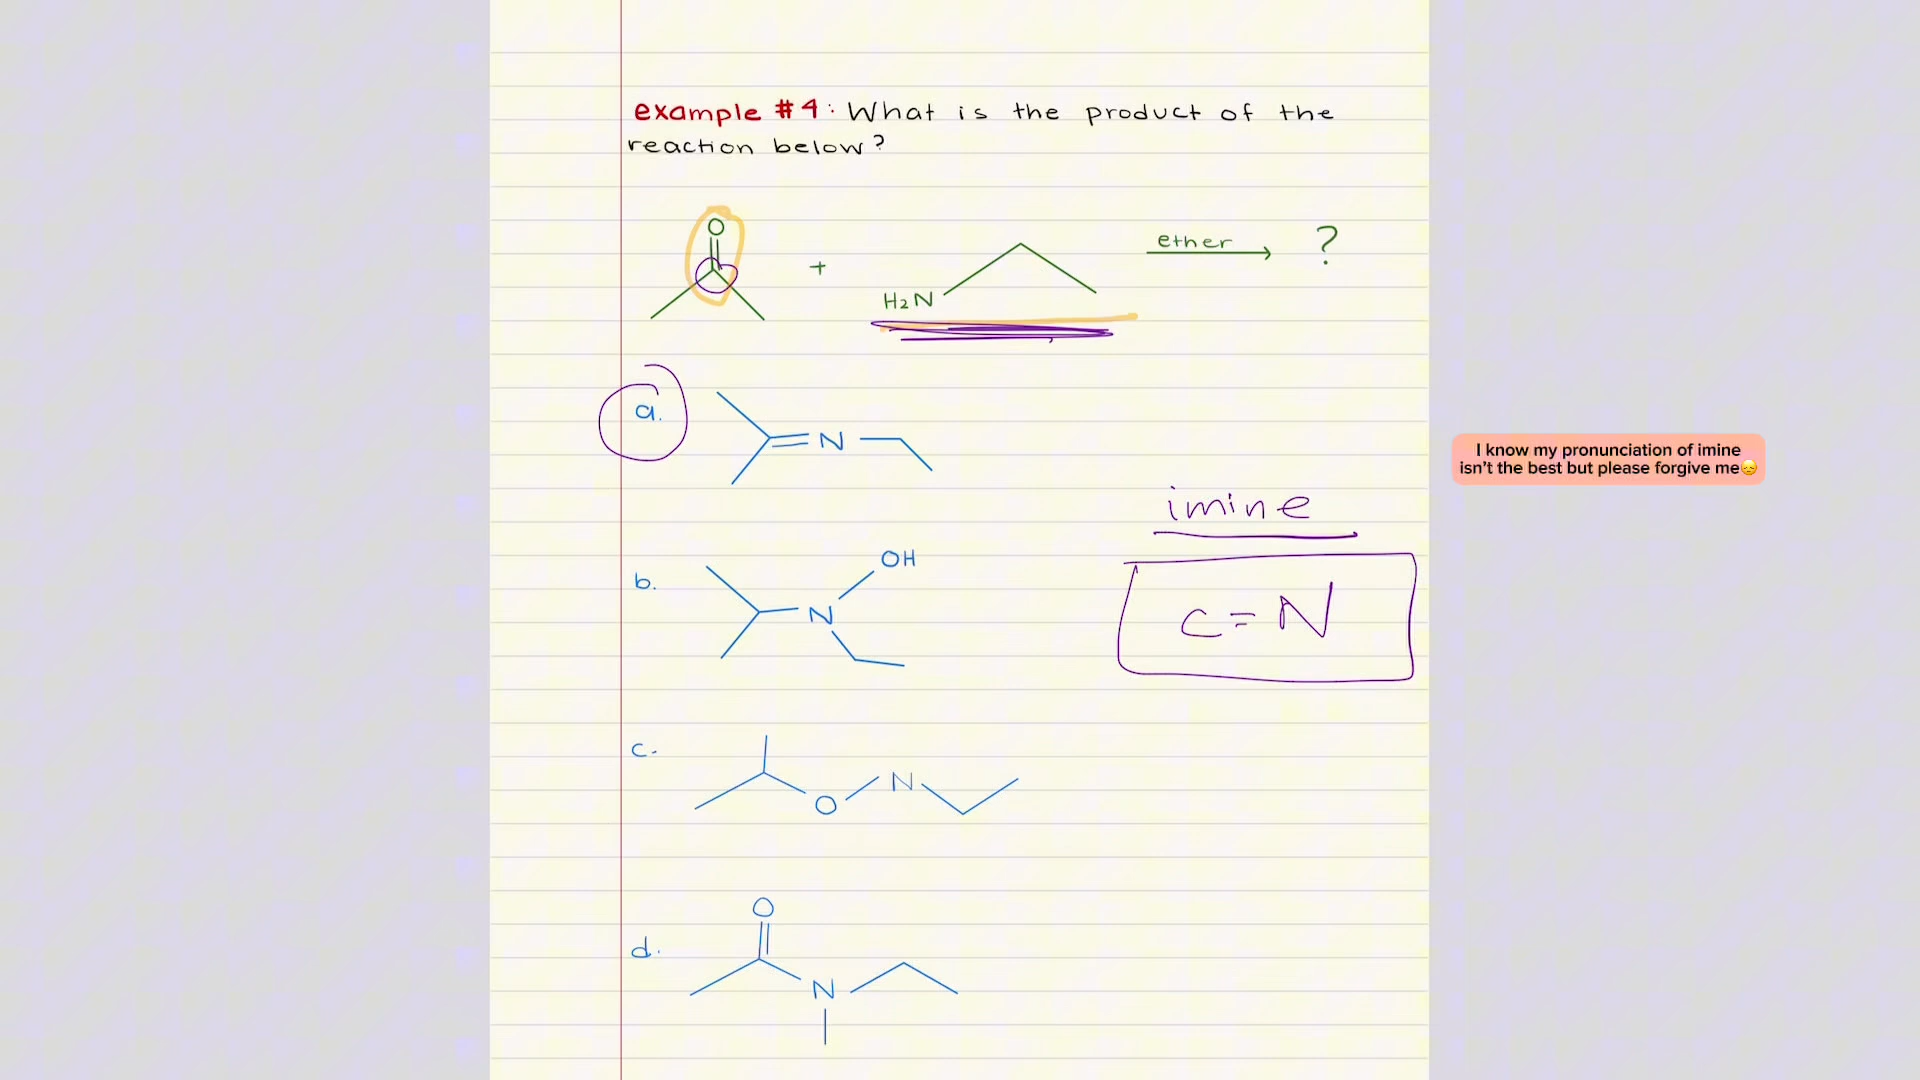 example #4: What is the product of the
reaction below?
O
+
H₂N
ether
?
a.
N
I know my pronunciation of imine
isn't the best but please forgive me😔
imine
b.
OH
N
C=N
c.
O
N
d.
O
N